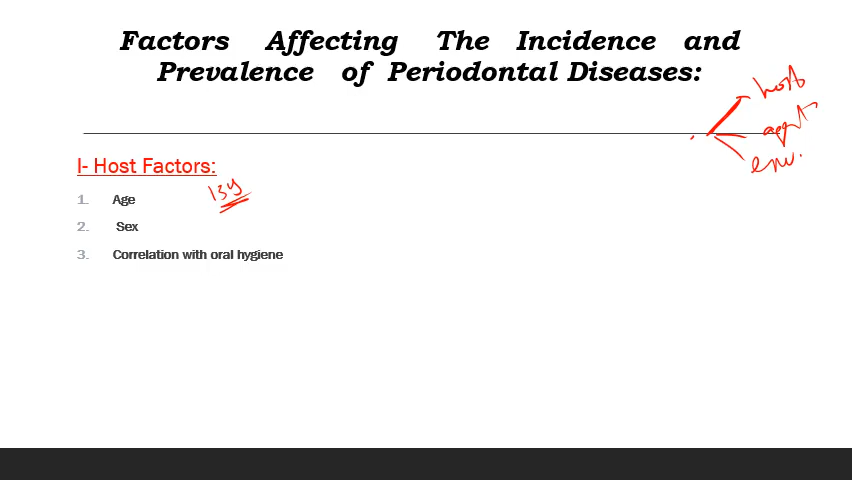 Factors Affecting The Incidence and
Prevalence of Periodontal Diseases:
host
agent
env.
I- Host Factors:
13y
1. Age
2. Sex
3. Correlation with oral hygiene